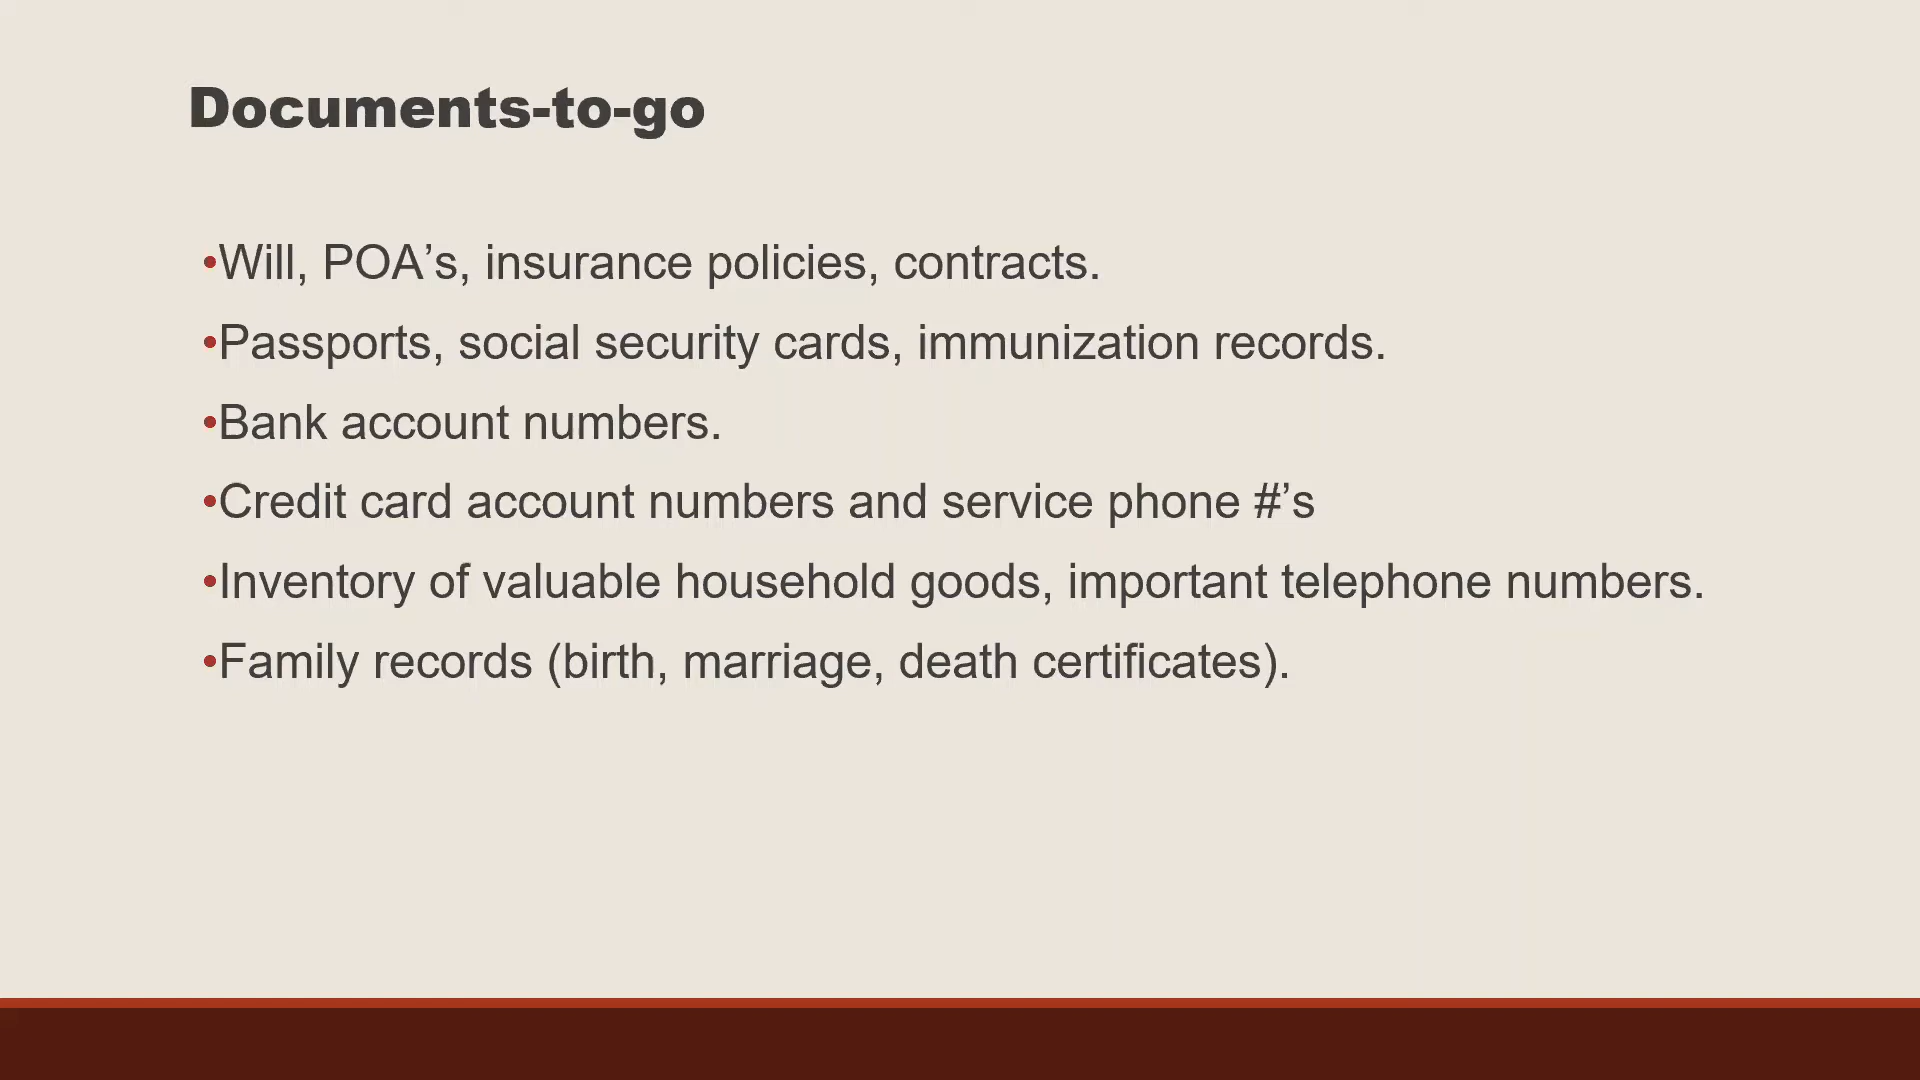 Documents-to-go
•Will, POA’s, insurance policies, contracts.
•Passports, social security cards, immunization records.
•Bank account numbers.
•Credit card account numbers and service phone #’s
•Inventory of valuable household goods, important telephone numbers.
•Family records (birth, marriage, death certificates).